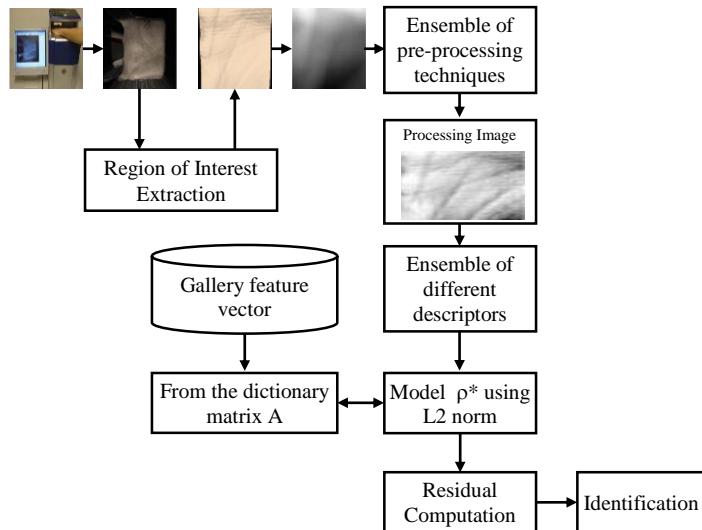 Ensemble of
pre-processing
techniques
Processing Image
Region of Interest
Extraction
Ensemble of
different
descriptors
Gallery feature
vector
From the dictionary
matrix A
Model ρ* using
L2 norm
Residual
Computation
Identification